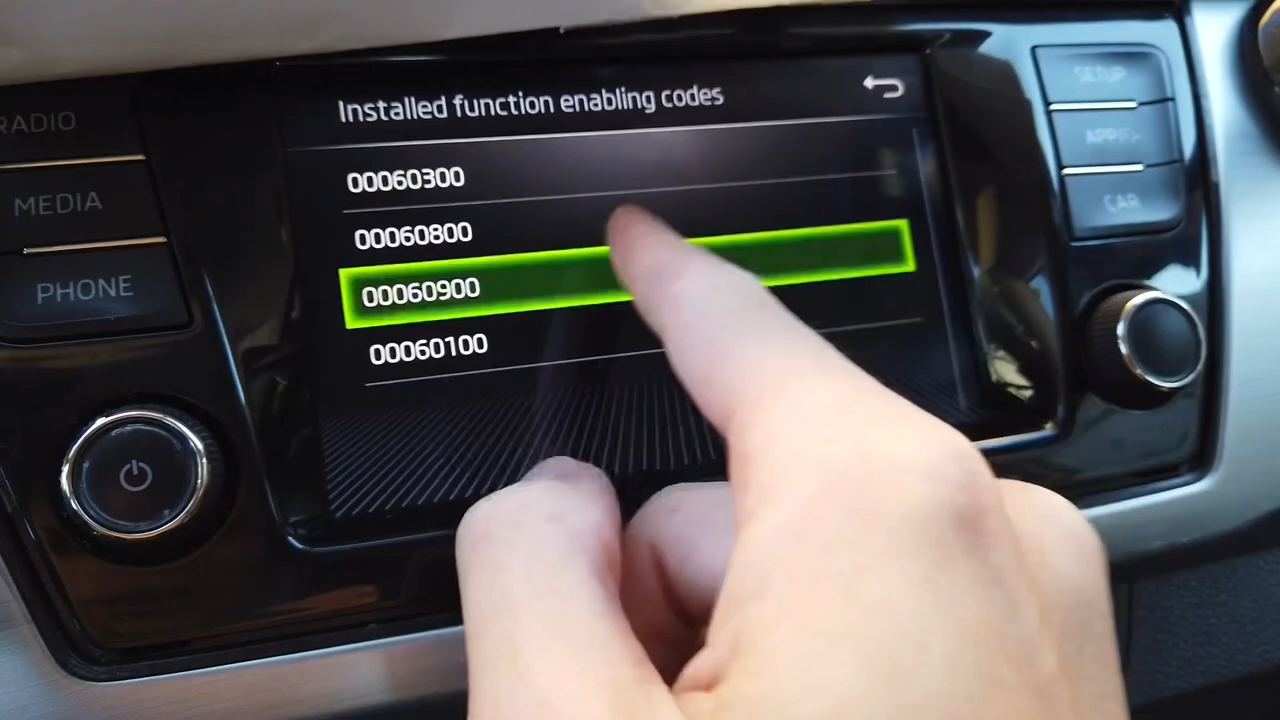 Installed function enabling codes
00060300
00060800
00060900
00060100
RADIO
MEDIA
PHONE
SETUP
CAR